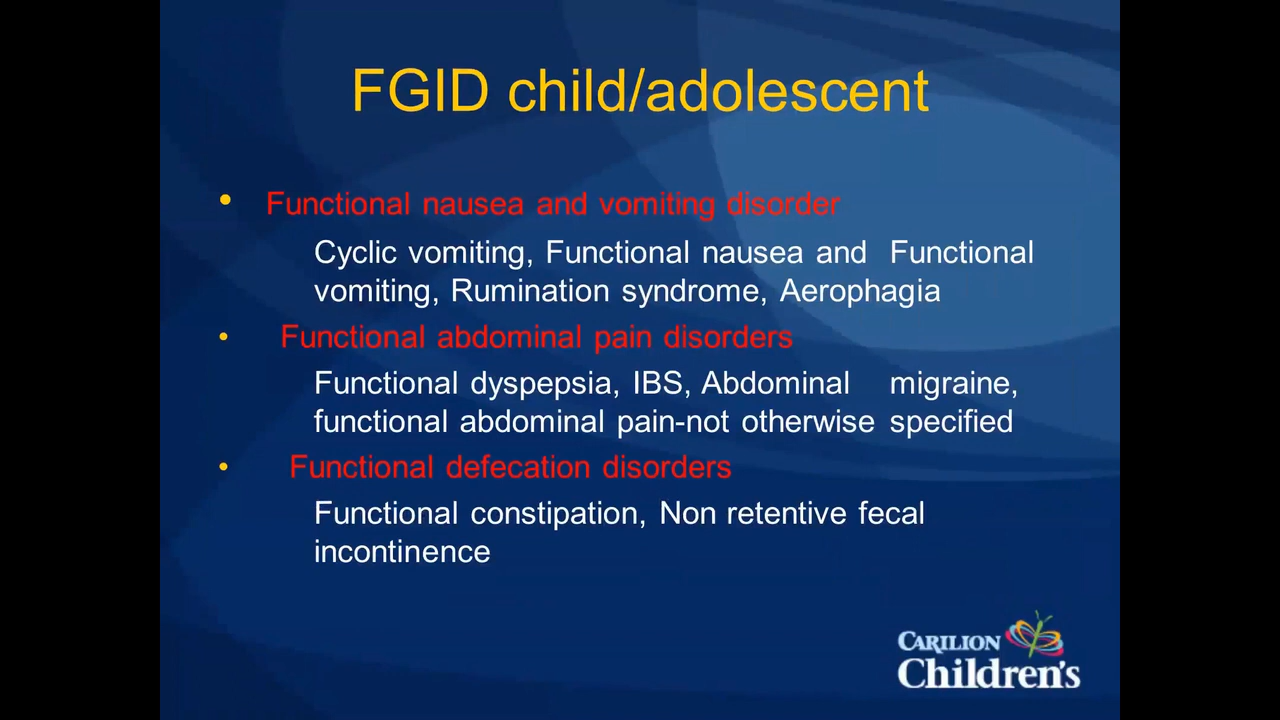 FGID child/adolescent
• Functional nausea and vomiting disorder
Cyclic vomiting, Functional nausea and Functional
vomiting, Rumination syndrome, Aerophagia
• Functional abdominal pain disorders
Functional dyspepsia, IBS, Abdominal migraine,
functional abdominal pain-not otherwise specified
• Functional defecation disorders
Functional constipation, Non retentive fecal
incontinence
CARILION
Children's